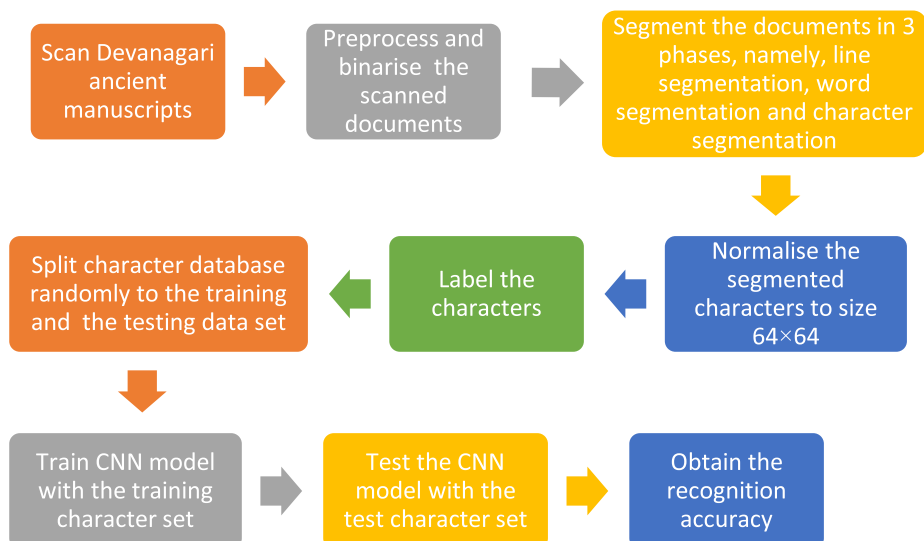 Scan Devanagari
ancient
manuscripts
Preprocess and
binarise the
scanned
documents
Segment the documents in 3
phases, namely, line
segmentation, word
segmentation and character
segmentation
Split character database
randomly to the training
and the testing data set
Label the
characters
Normalise the
segmented
characters to size
64×64
Train CNN model
with the training
character set
Test the CNN
model with the
test character set
Obtain the
recognition
accuracy